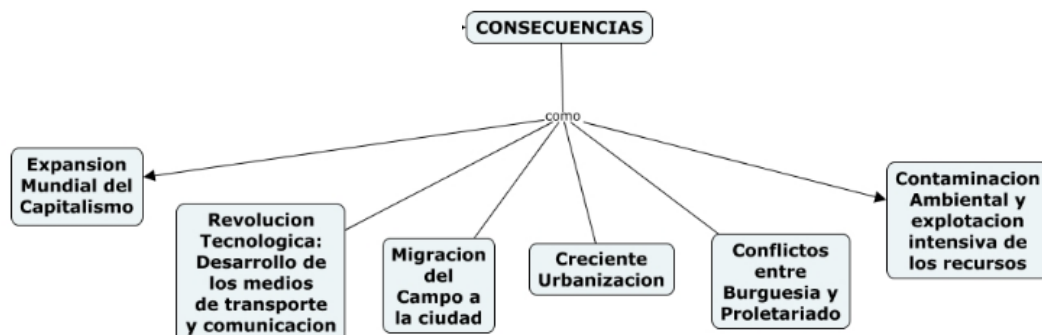 CONSECUENCIAS
como
Expansion
Mundial del
Capitalismo
Revolucion
Tecnologica:
Desarrollo de
los medios
de transporte
y comunicacion
Migracion
del
Campo a
la ciudad
Creciente
Urbanizacion
Conflictos
entre
Burguesia y
Proletariado
Contaminacion
Ambiental y
explotacion
intensiva de
los recursos